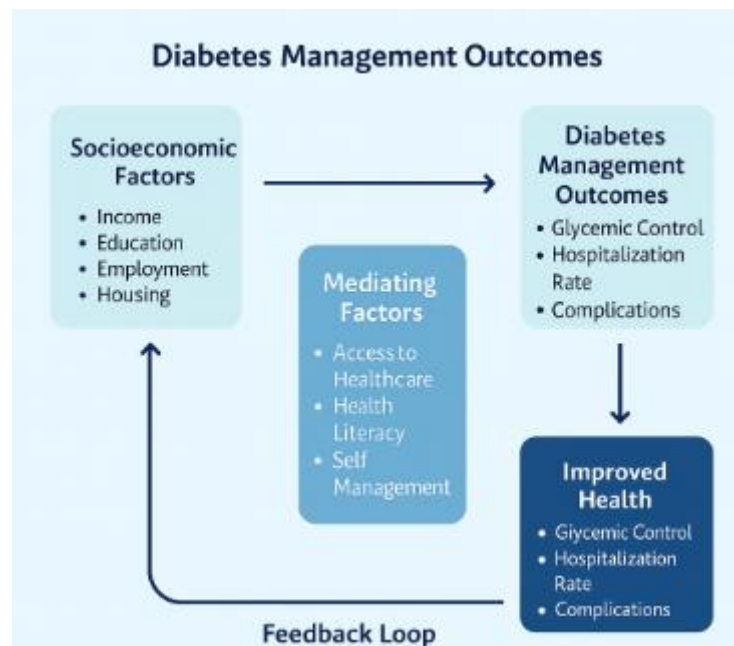 Diabetes Management Outcomes
Socioeconomic
Factors
• Income
• Education
• Employment
• Housing
Mediating
Factors
• Access to
Healthcare
• Health
Literacy
• Self
Management
Diabetes
Management
Outcomes
• Glycemic Control
• Hospitalization
Rate
• Complications
Improved
Health
• Giycemic Control
• Hospitalization
Rate
• Complications
Feedback Loop